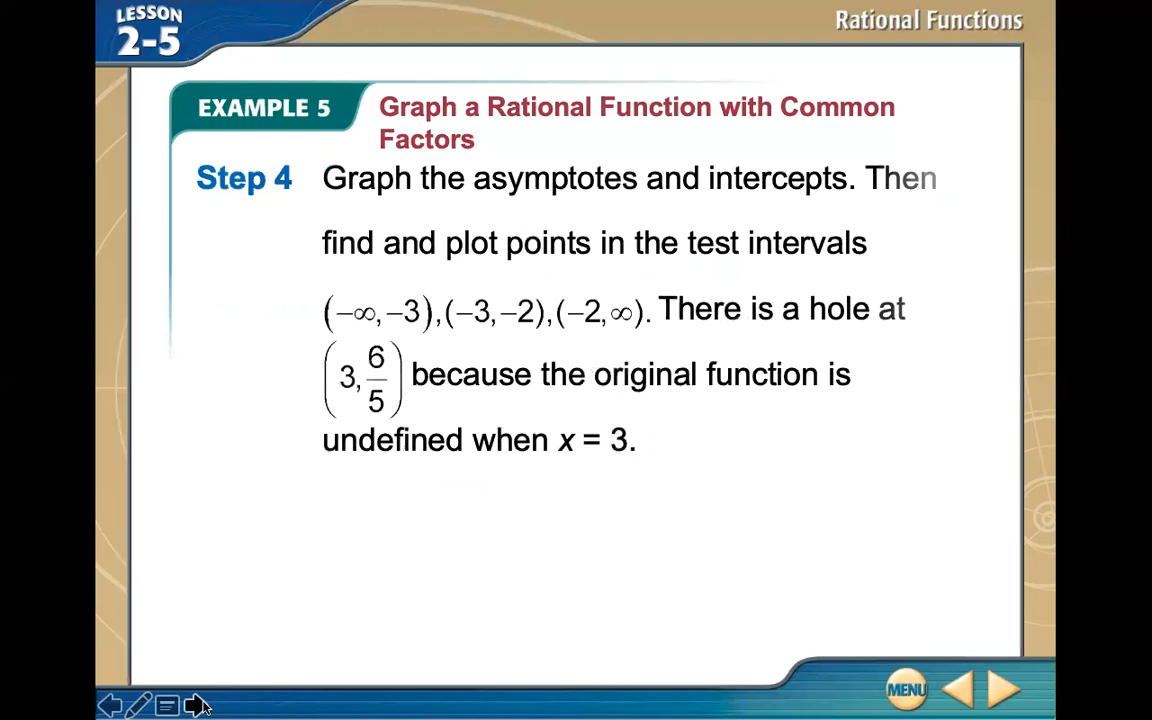 LESSON
2-5
Rational Functions
EXAMPLE 5
Graph a Rational Function with Common
Factors
Step 4 Graph the asymptotes and intercepts. Then
find and plot points in the test intervals
(−∞, −3), (−3, −2), (−2, ∞). There is a hole at
(3, 6/5) because the original function is
undefined when x = 3.
MENU